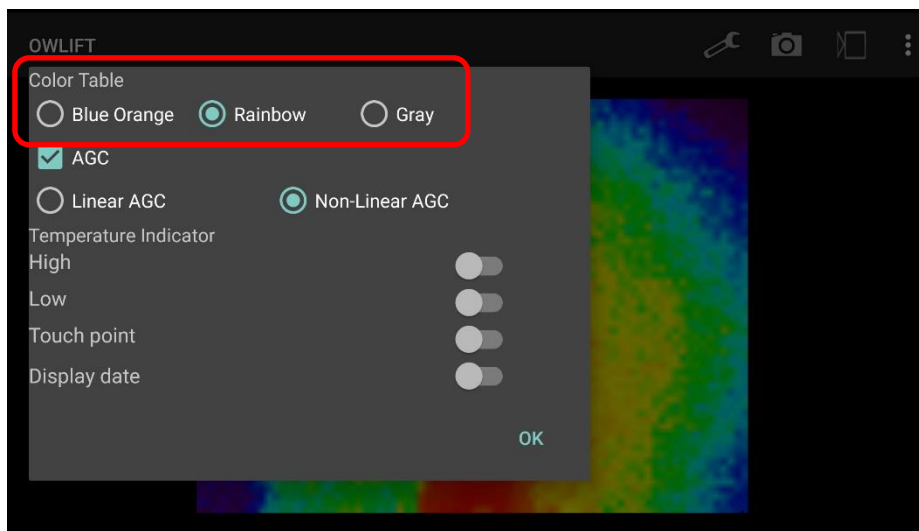 OWLIFT
Color Table
Blue Orange Rainbow Gray
AGC
Linear AGC Non-Linear AGC
Temperature Indicator
High
Low
Touch point
Display date
OK